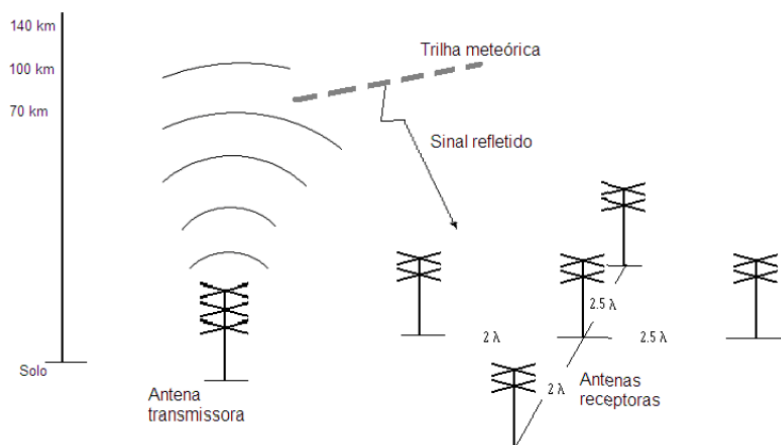 140 km
100 km
70 km
Solo
Trilha meteórica
Sinal refletido
Antena
transmissora
2 λ
2.5 λ
2.5 λ
2 λ
Antenas
receptoras